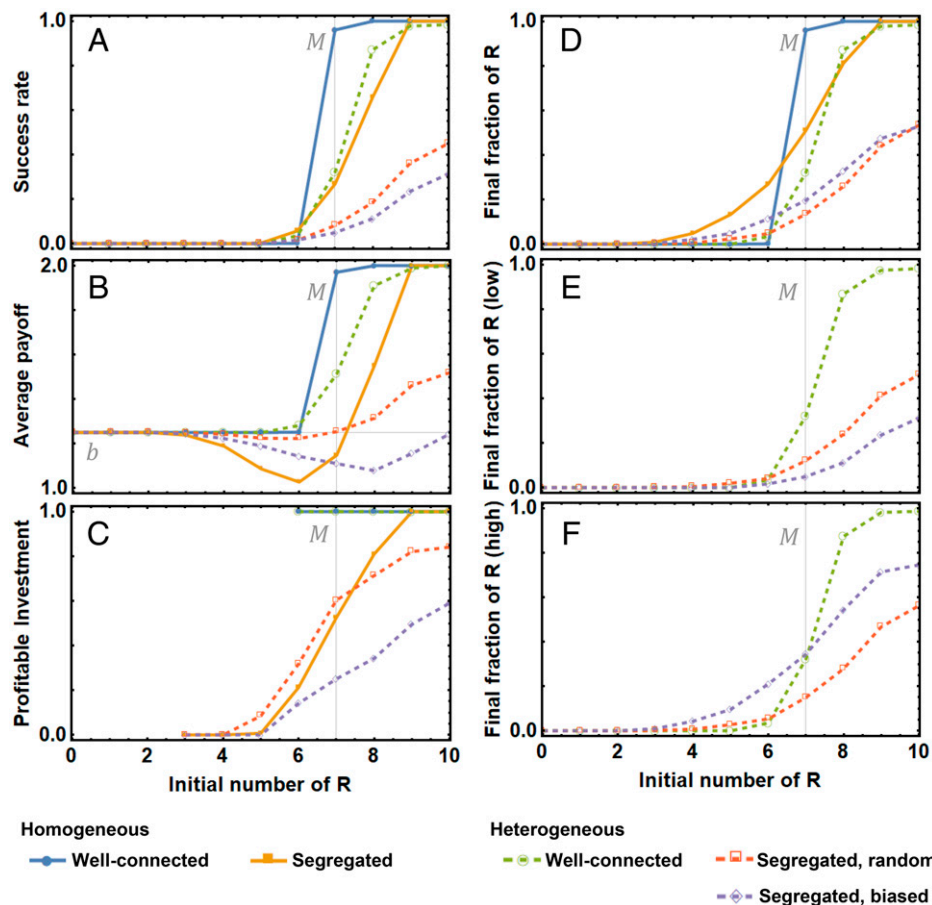 A
M
Success rate
1.0
0.0
D
M
Final fraction of R
1.0
0.0
B
M
b
Average payoff
2.0
1.0
E
M
Final fraction of R (low)
1.0
0.0
C
M
Profitable Investment
1.0
0.0
0 2 4 6 8 10
Initial number of R
F
M
Final fraction of R (high)
1.0
0.0
0 2 4 6 8 10
Initial number of R
Homogeneous
Well-connected
Segregated
Heterogeneous
Well-connected
Segregated, random
Segregated, biased